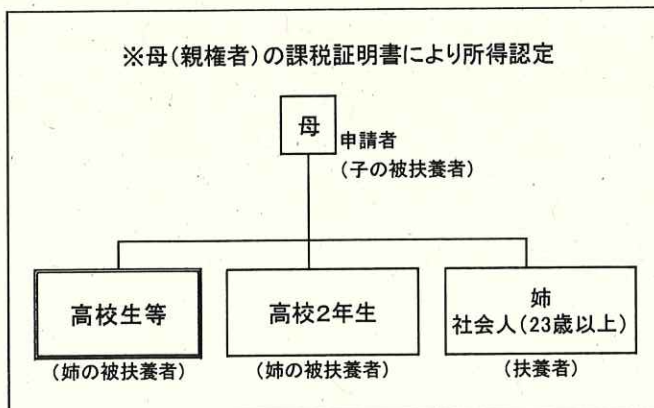 ※母(親権者)の課税証明書により所得認定
母
申請者
(子の被扶養者)
高校生等
(姉の被扶養者)
高校2年生
(姉の被扶養者)
姉
社会人(23歳以上)
(扶養者)